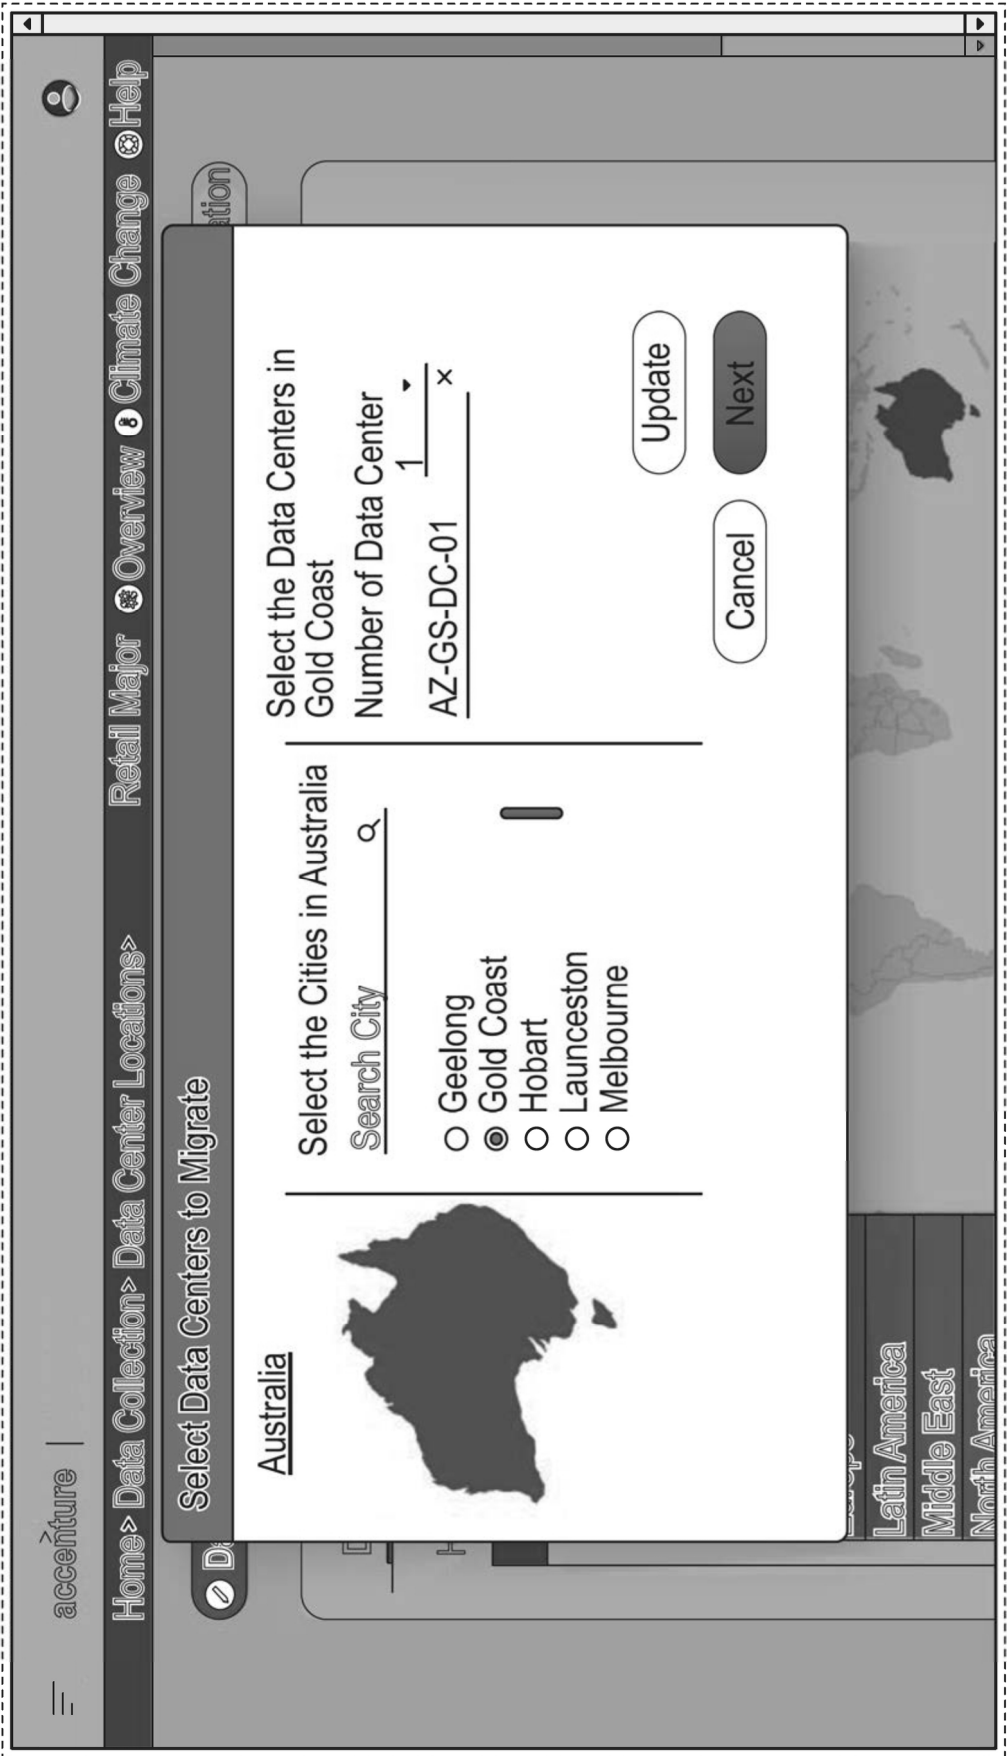 accenture
Home> Data Collection> Data Center Locations>
Retail Major
Overview
Climate Change
Help
Select Data Centers to Migrate
Australia
Select the Cities in Australia
Search City
Geelong
Gold Coast
Hobart
Launceston
Melbourne
Select the Data Centers in
Gold Coast
Number of Data Center
1
AZ-GS-DC-01 ×
Update
Cancel
Next
Latin America
Middle East
North America